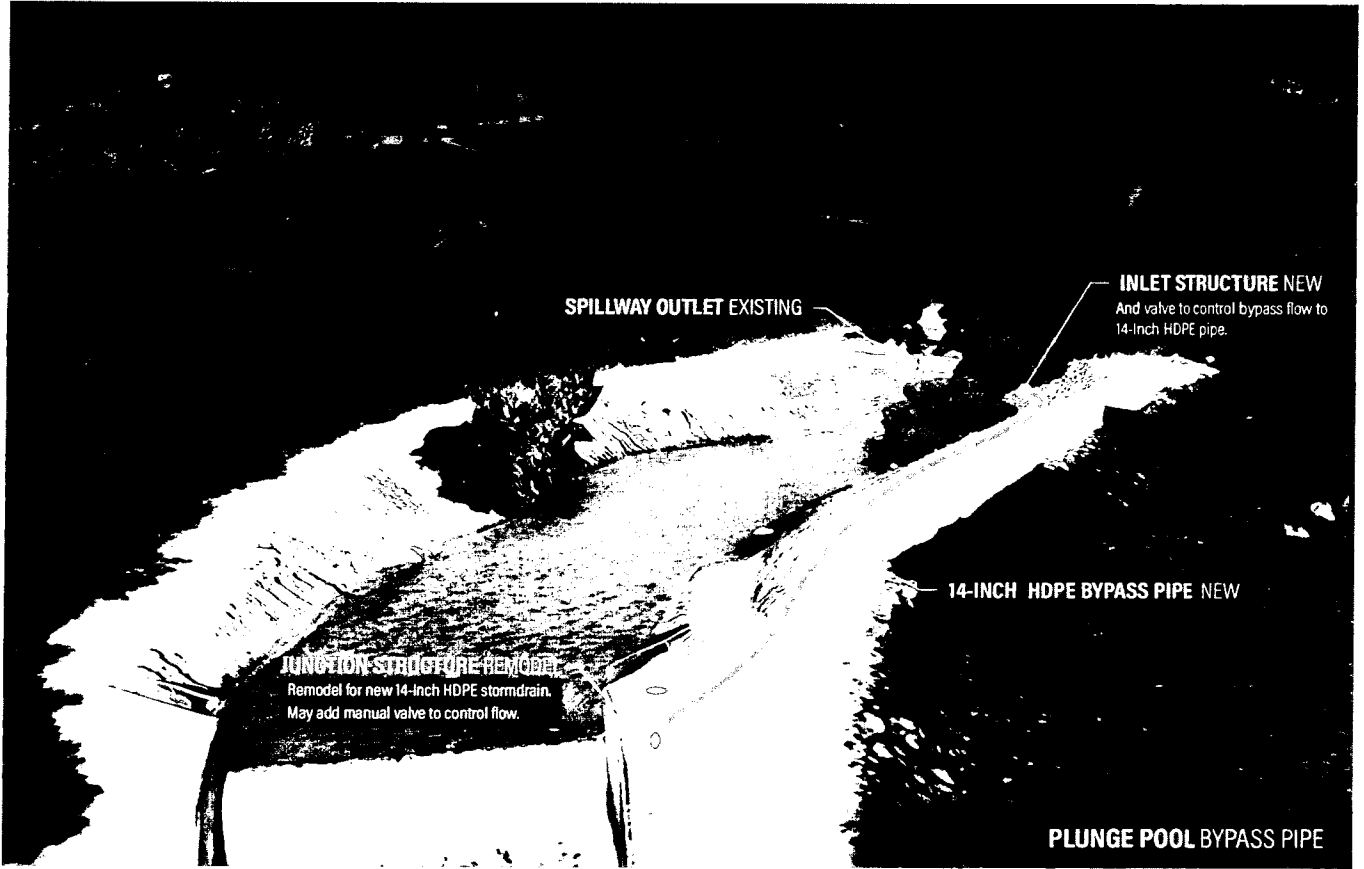 SPILLWAY OUTLET EXISTING
INLET STRUCTURE NEW
And valve to control bypass flow to
14-Inch HDPE pipe.
14-INCH HDPE BYPASS PIPE NEW
JUNCTION STRUCTURE REMODEL
Remodel for new 14-Inch HDPE stormdrain.
May add manual valve to control flow.
PLUNGE POOL BYPASS PIPE